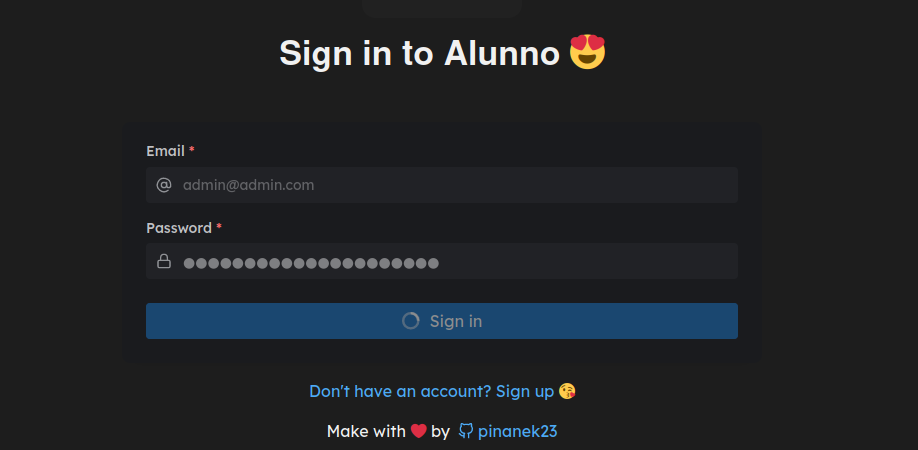 Sign in to Alunno 😍
Email *
admin@admin.com
Password *
●●●●●●●●●●●●●●●●●●●●●
Sign in
Don't have an account? Sign up 😘
Make with ❤️ by pinanek23